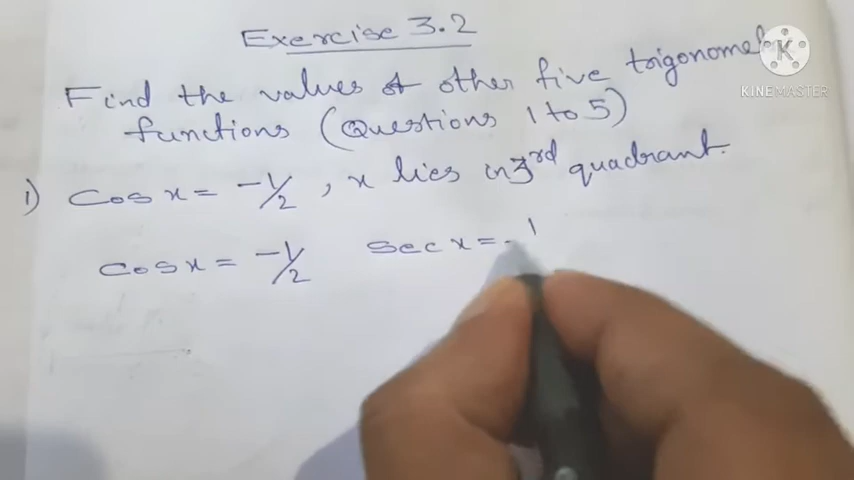 Exercise 3.2
Find the values of other five
KINEMASTER
functions (Questions 1 to 5)
1) Cos x = -1/2, x lies in 3rd quadrant.
Cos x = -1/2 Sec x = 1